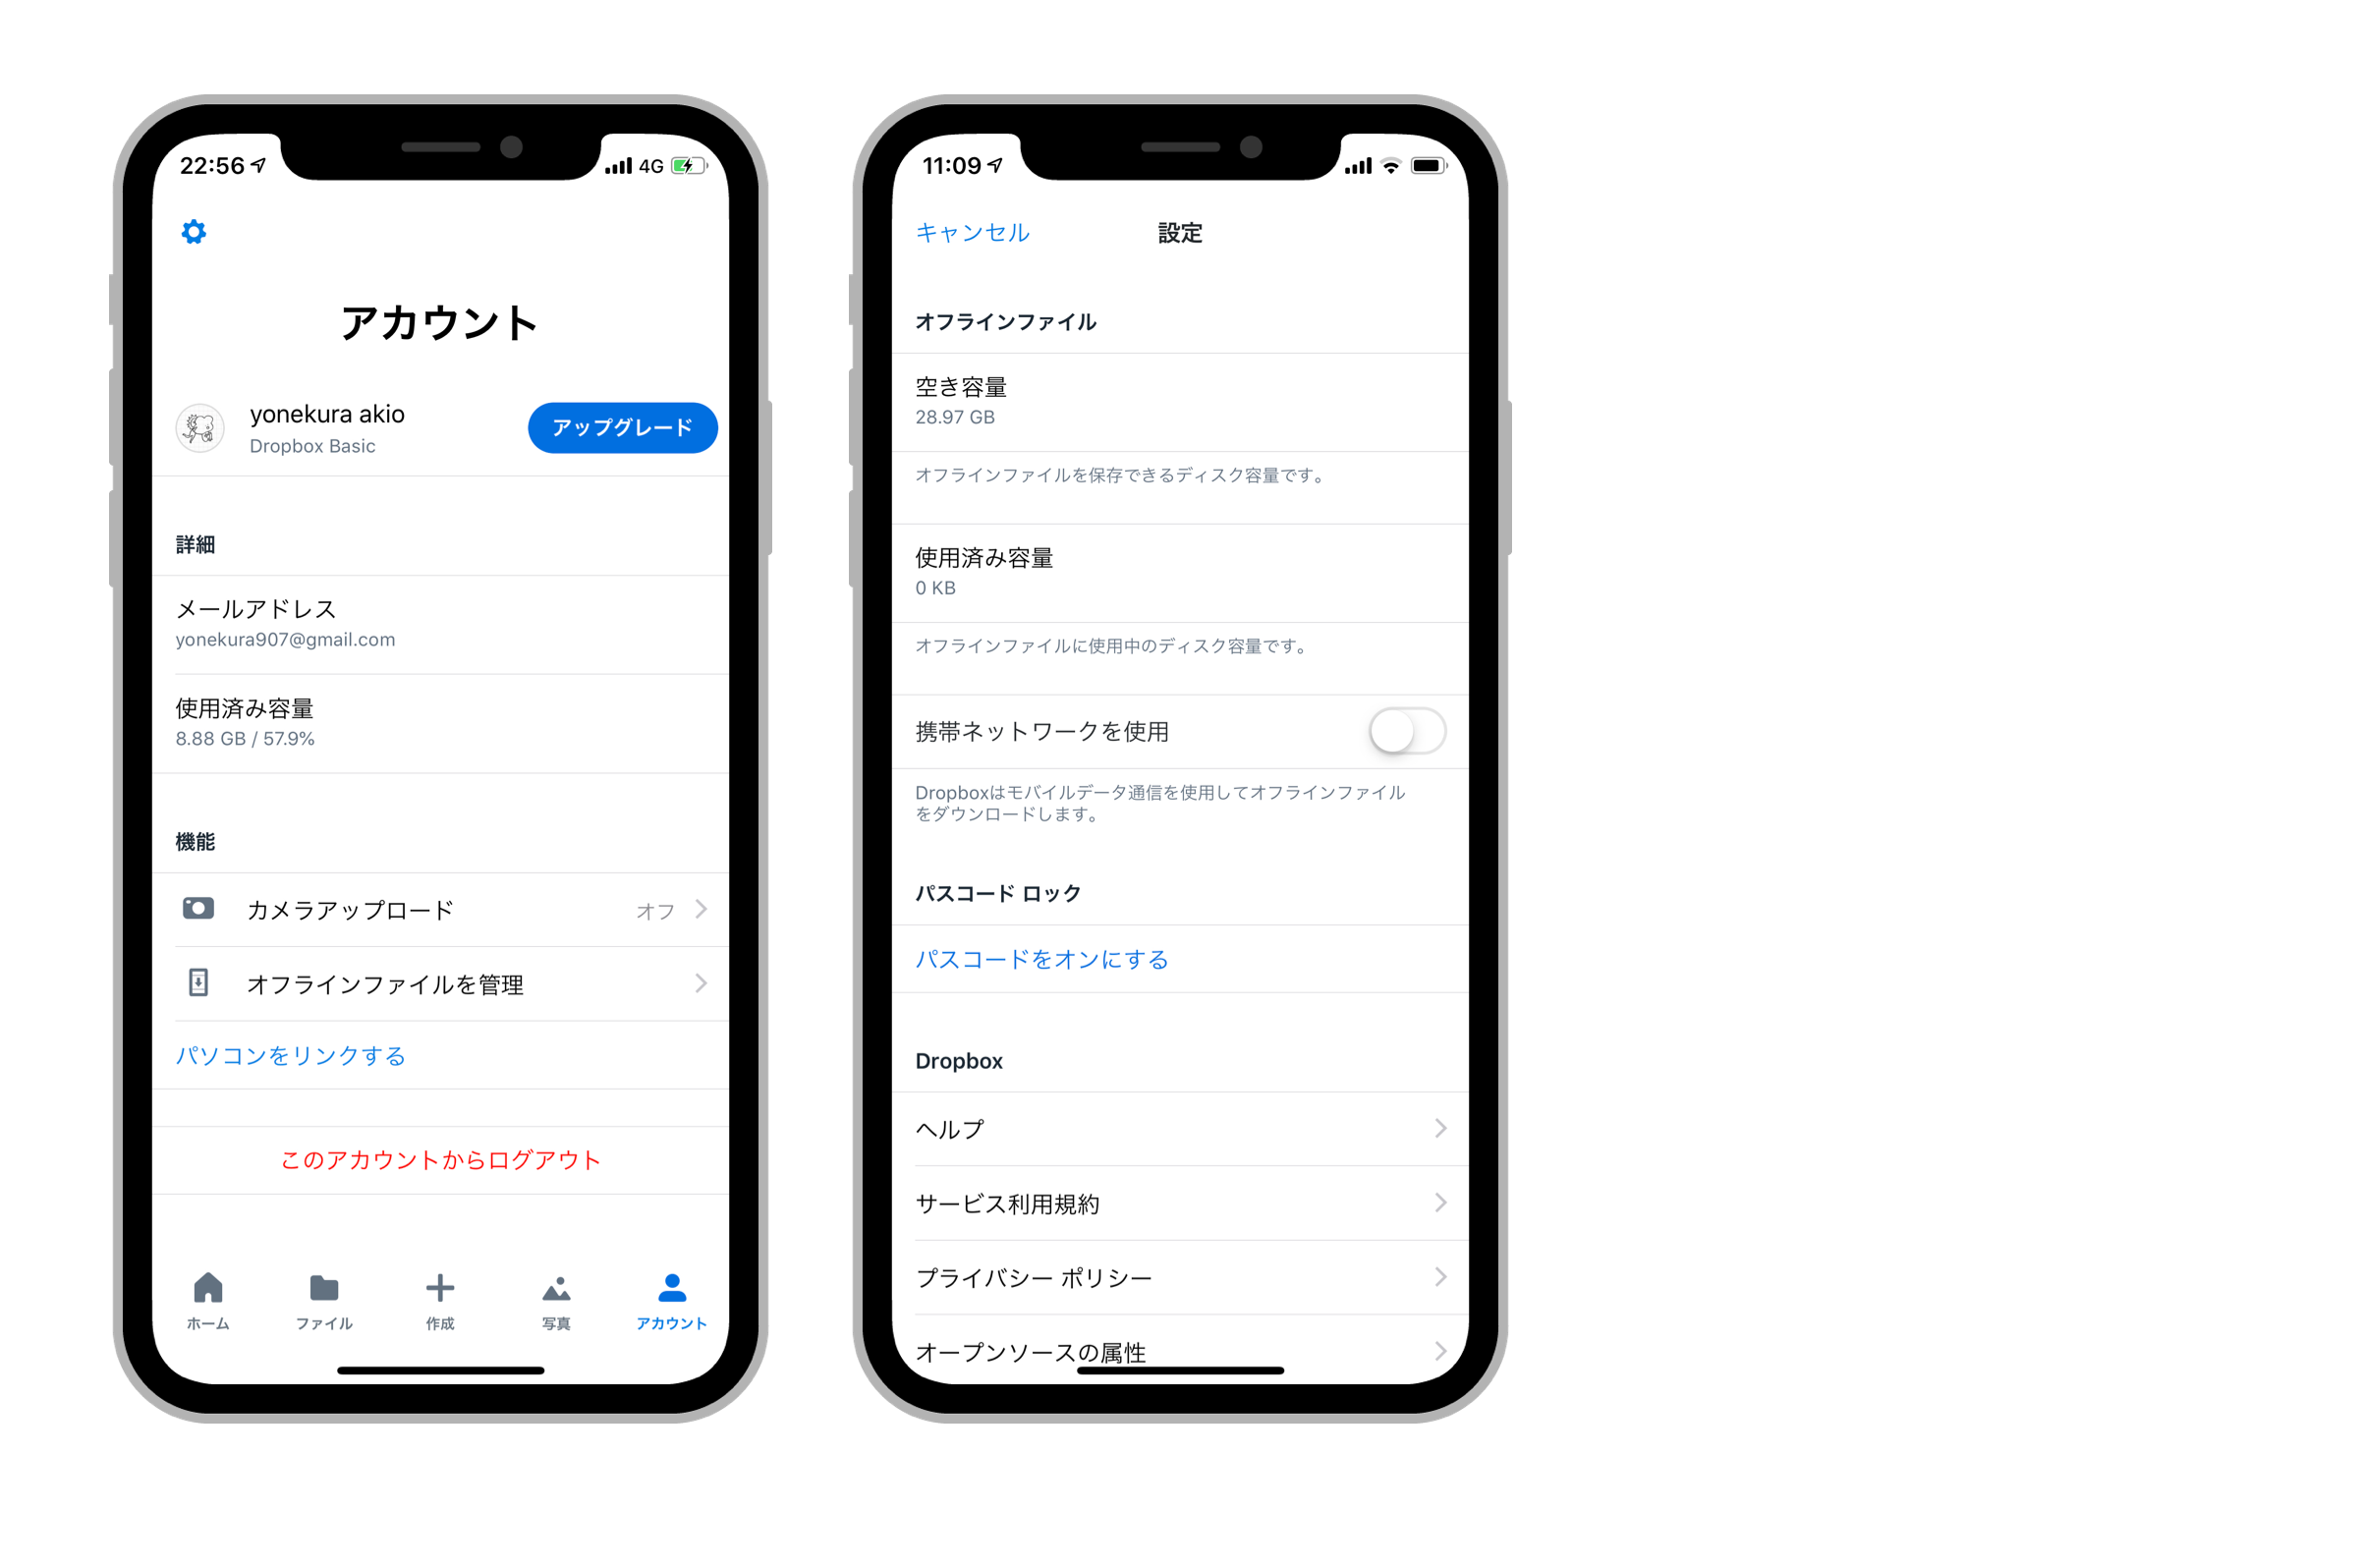 22:56
4G
アカウント
yonekura akio
Dropbox Basic
アップグレード
詳細
メールアドレス
yonekura907@gmail.com
使用済み容量
8.88 GB / 57.9%
機能
カメラアップロード
オフ
オフラインファイルを管理
パソコンをリンクする
このアカウントからログアウト
ホーム
ファイル
作成
写真
アカウント
11:09
キャンセル
設定
オフラインファイル
空き容量
28.97 GB
オフラインファイルを保存できるディスク容量です。
使用済み容量
0 KB
オフラインファイルに使用中のディスク容量です。
携帯ネットワークを使用
Dropboxはモバイルデータ通信を使用してオフラインファイル
をダウンロードします。
パスコード ロック
パスコードをオンにする
Dropbox
ヘルプ
サービス利用規約
プライバシー ポリシー
オープンソースの属性